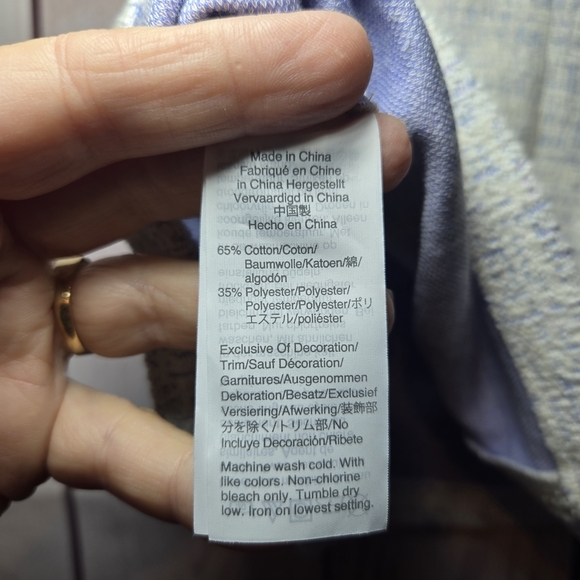 Made in China
Fabriqué en Chine
in China Hergestellt
Vervaardigd in China
中国製
Hecho en China
65% Cotton/Coton/
Baumwolle/Katoen/綿/
algodón
35% Polyester/Polyester/
Polyester/Polyester/ポリ
エステル/poliéster
Exclusive Of Decoration/
Trim/Sauf Décoration/
Garnitures/Ausgenommen
Dekoration/Besatz/Exclusief
Versiering/Afwerking/装飾部
分を除く/トリム部/No
Incluye Decoración/Ribete
Machine wash cold. With
like colors. Non-chlorine
bleach only. Tumble dry
low. Iron on lowest setting.